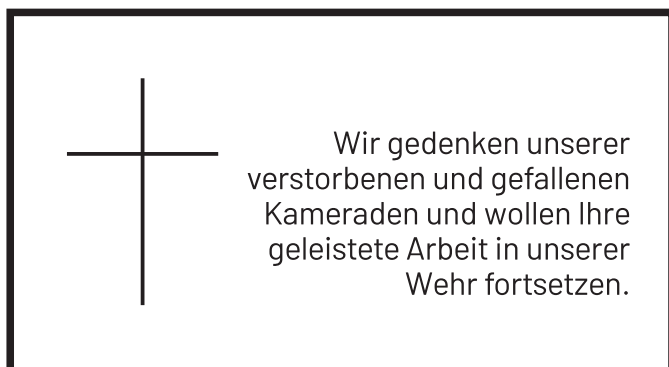 Wir gedenken unserer
verstorbenen und gefallenen
Kameraden und wollen Ihre
geleistete Arbeit in unserer
Wehr fortsetzen.